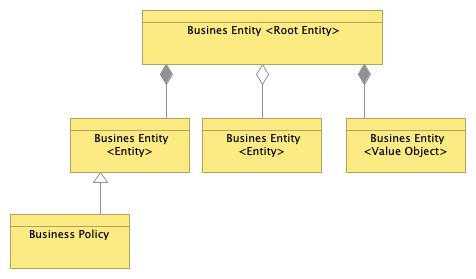 Busines Entity <Root Entity>
Busines Entity
<Entity>
Busines Entity
<Entity>
Busines Entity
<Value Object>
Business Policy